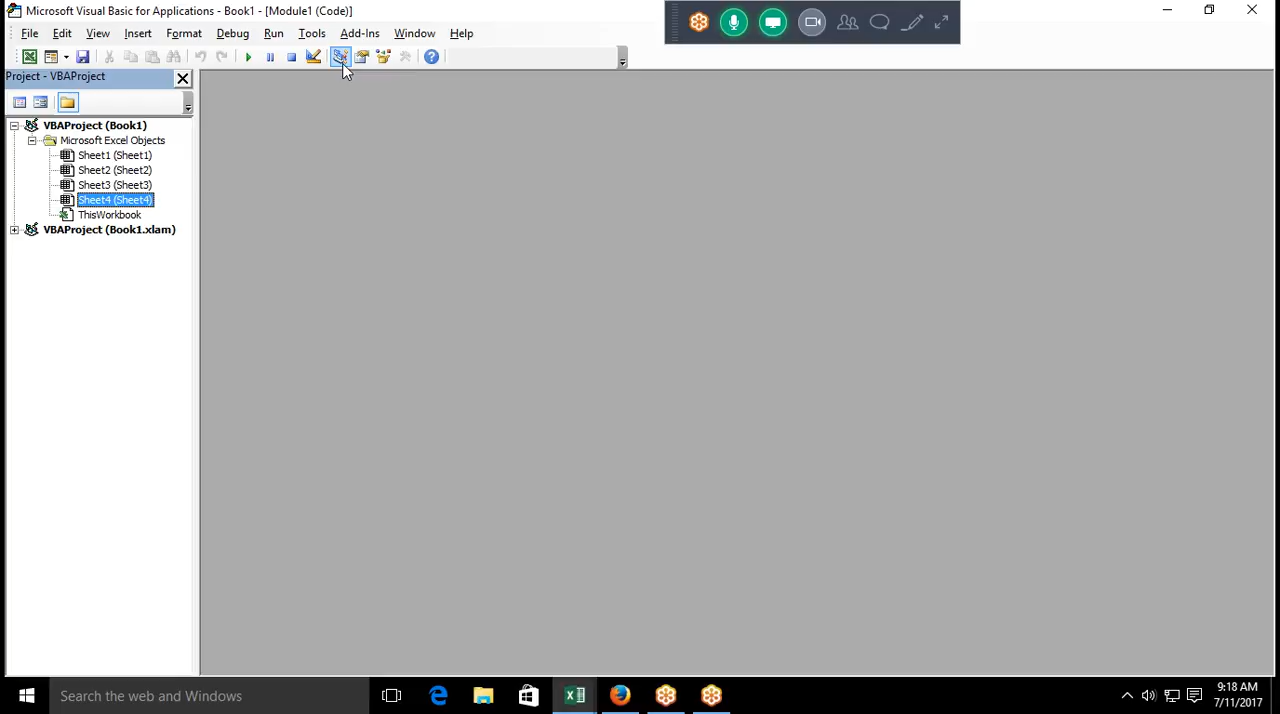 Microsoft Visual Basic for Applications - Book1 - [Module1 (Code)]
File Edit View Insert Format Debug Run Tools Add-Ins Window Help
Project - VBAProject
VBAProject (Book1)
Microsoft Excel Objects
Sheet1 (Sheet1)
Sheet2 (Sheet2)
Sheet3 (Sheet3)
Sheet4 (Sheet4)
ThisWorkbook
VBAProject (Book1.xlam)
Search the web and Windows
9:18 AM
7/11/2017